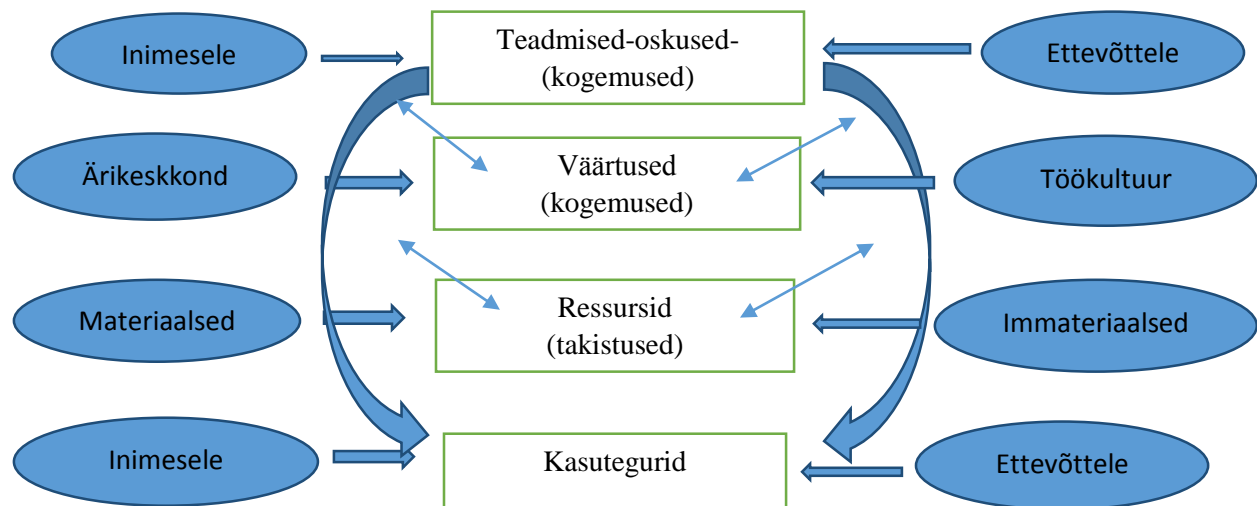 Inimesele
Teadmised-oskused-
(kogemused)
Ettevõttele
Ärikeskkond
Väärtused
(kogemused)
Töökultuur
Materiaalsed
Ressursid
(takistused)
Immateriaalsed
Inimesele
Kasutegurid
Ettevõttele